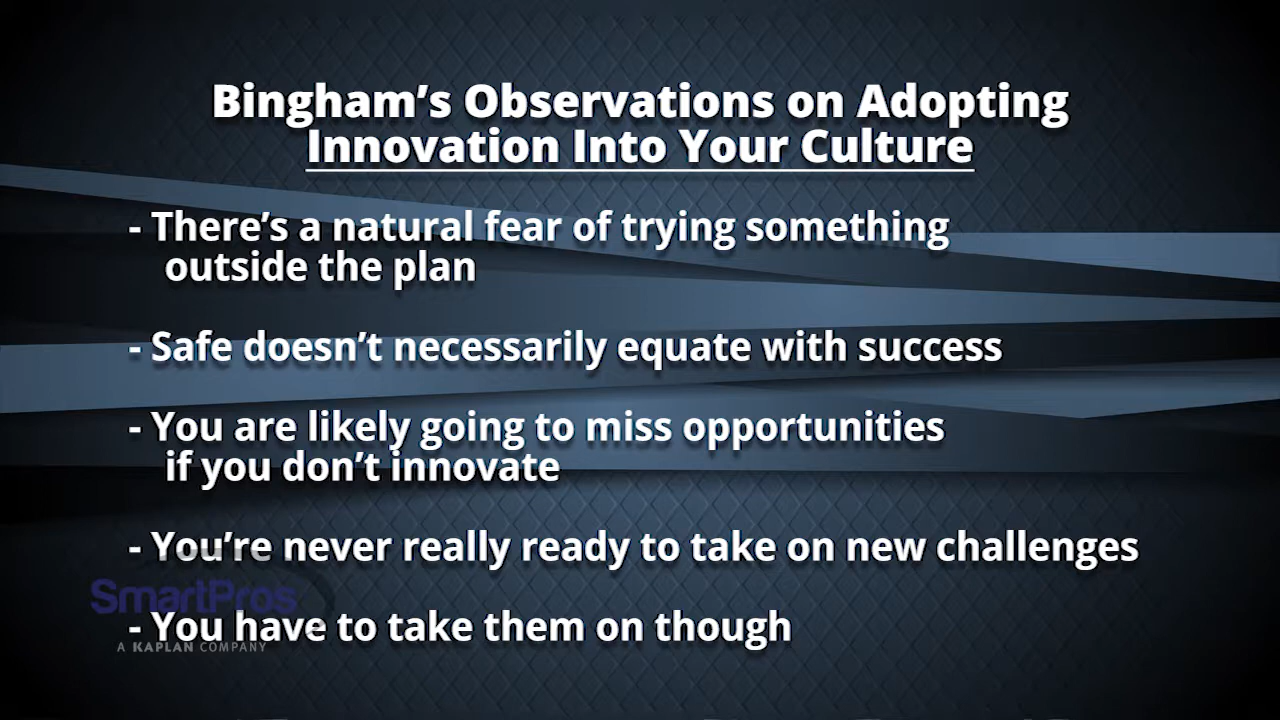 Bingham’s Observations on Adopting
Innovation Into Your Culture
- There’s a natural fear of trying something
outside the plan
- Safe doesn’t necessarily equate with success
- You are likely going to miss opportunities
if you don’t innovate
- You’re never really ready to take on new challenges
SmartPros
- You have to take them on though
A KAPLAN COMPANY